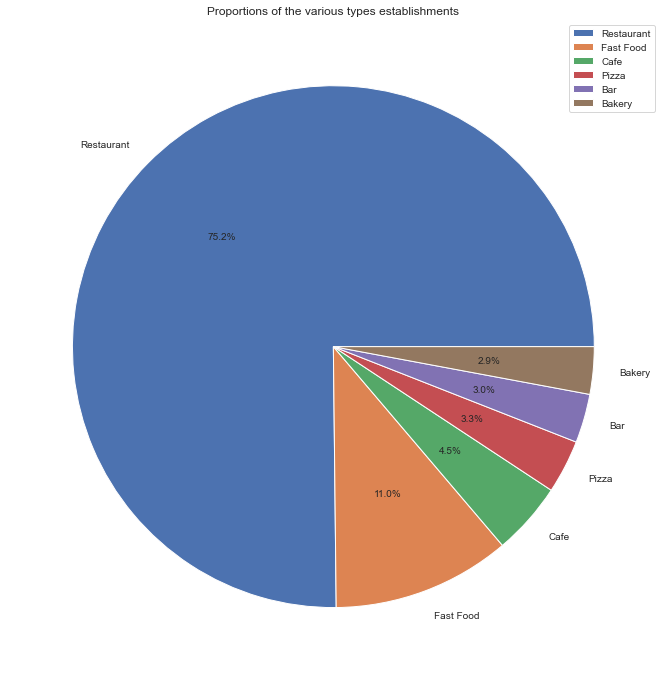 Proportions of the various types establishments
Restaurant
Fast Food
Cafe
Pizza
Bar
Bakery
Restaurant
75.2%
2.9%
Bakery
3.0%
Bar
3.3%
Pizza
4.5%
Cafe
11.0%
Fast Food